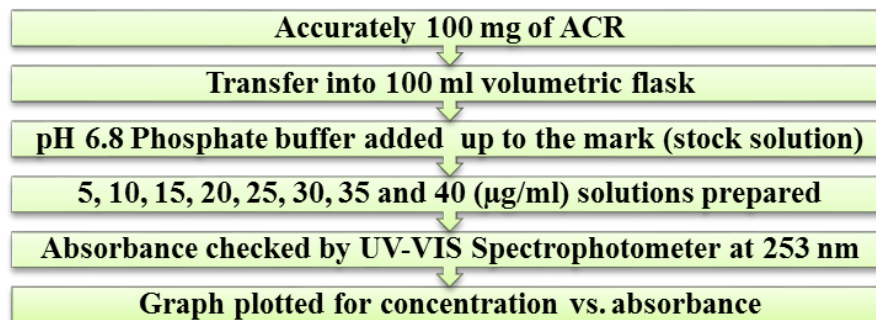 Accurately 100 mg of ACR
Transfer into 100 ml volumetric flask
pH 6.8 Phosphate buffer added up to the mark (stock solution)
5, 10, 15, 20, 25, 30, 35 and 40 (µg/ml) solutions prepared
Absorbance checked by UV-VIS Spectrophotometer at 253 nm
Graph plotted for concentration vs. absorbance